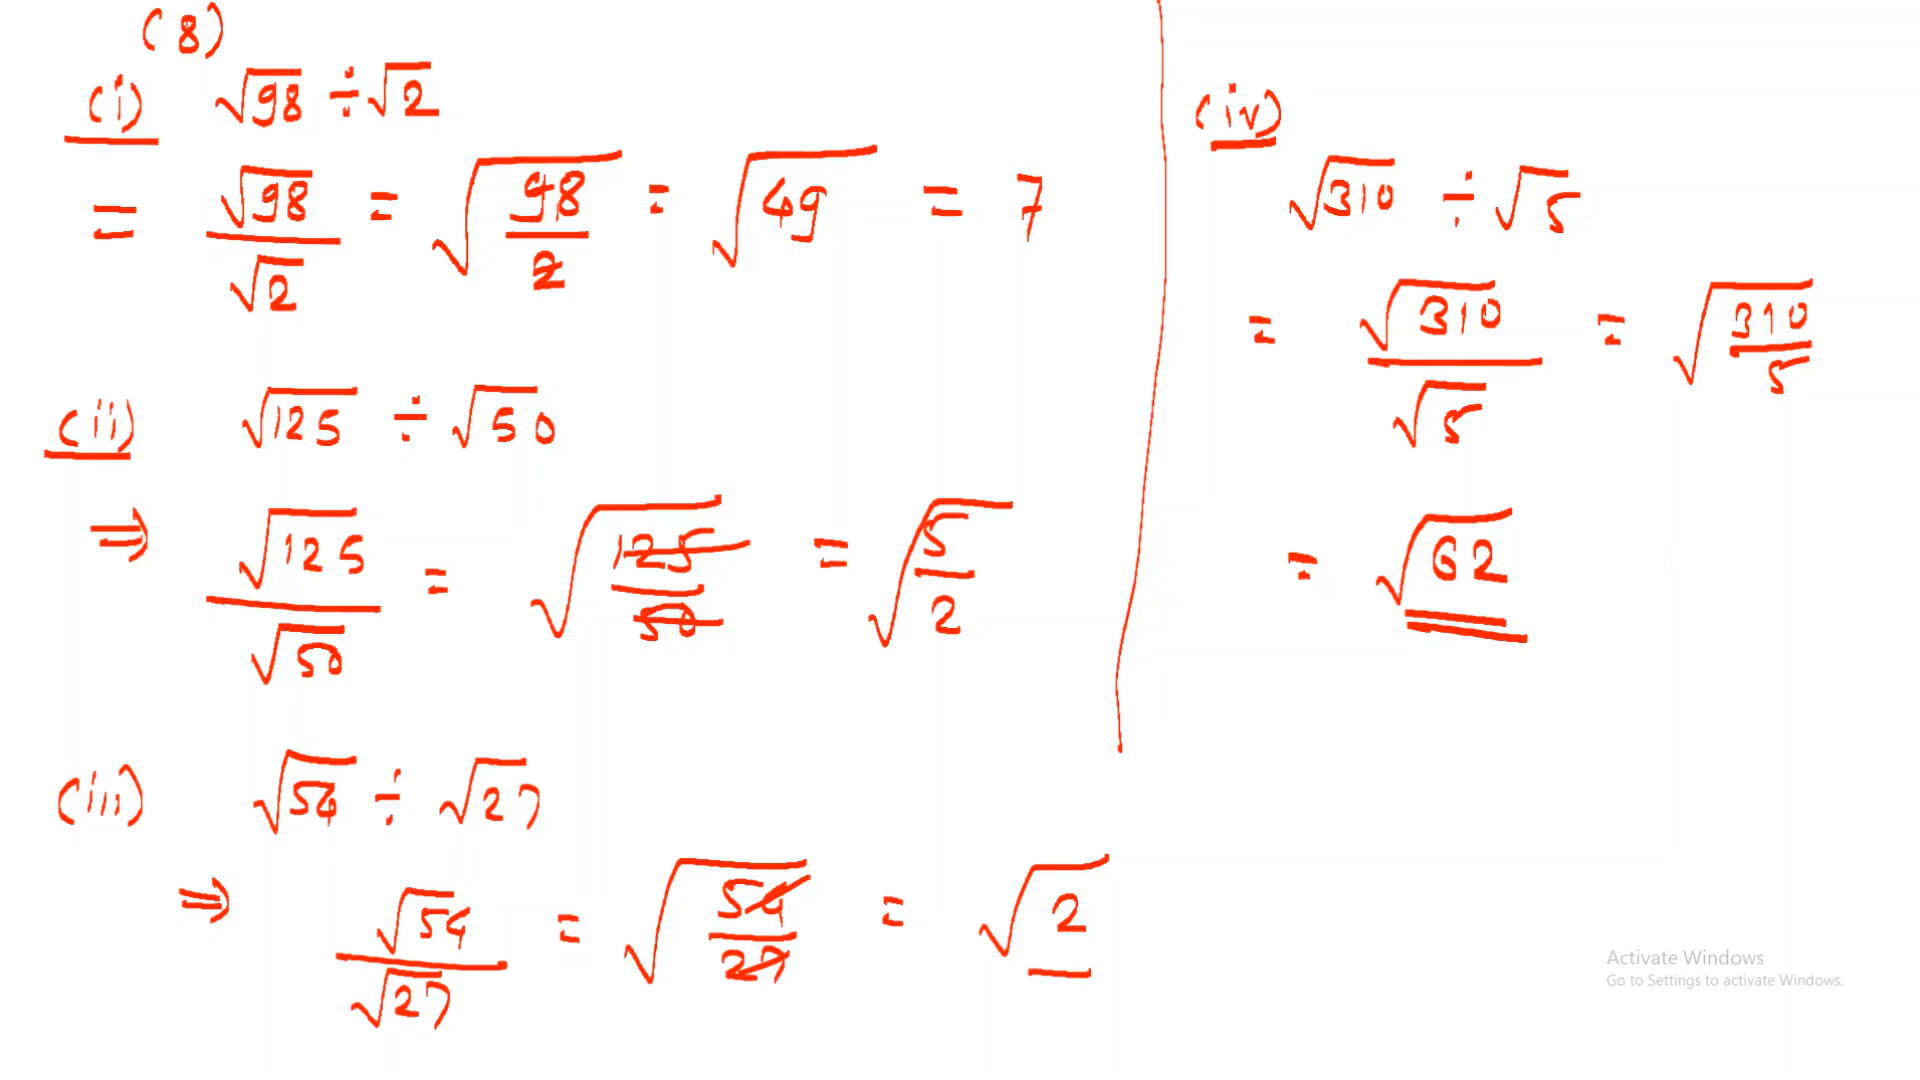 (8)
(i) √98 ÷ √2
= √98/√2 = √(98/2) = √49 = 7
(ii) √125 ÷ √50
⇒ √125/√50 = √(125/50) = √(5/2)
(iii) √54 ÷ √27
⇒ √54/√27 = √(54/27) = √2
(iv)
√310 ÷ √5
= √310/√5 = √(310/5)
= √62
Activate Windows
Go to Settings to activate Windows.